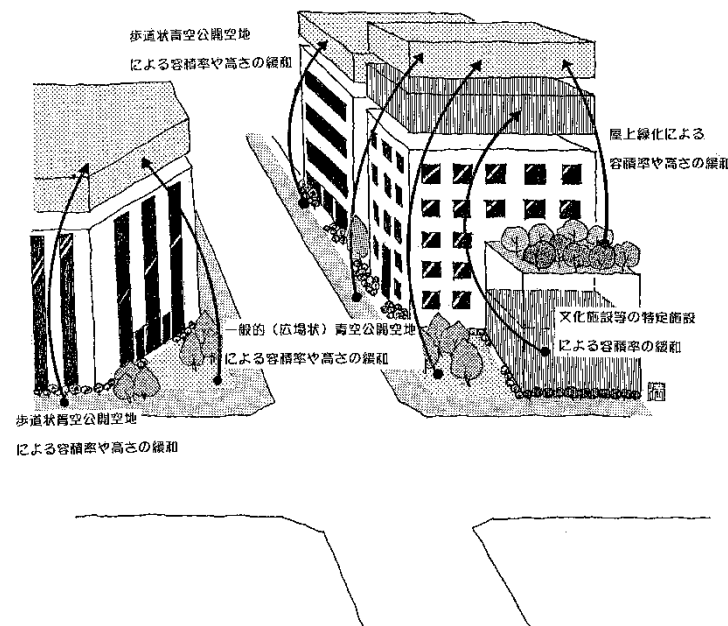 歩道状青空公開空地
による容積率や高さの緩和
屋上緑化による
容積率や高さの緩和
一般的(広場状)青空公開空地
による容積率や高さの緩和
文化施設等の特定施設
による容積率の緩和
歩道状青空公開空地
による容積率や高さの緩和